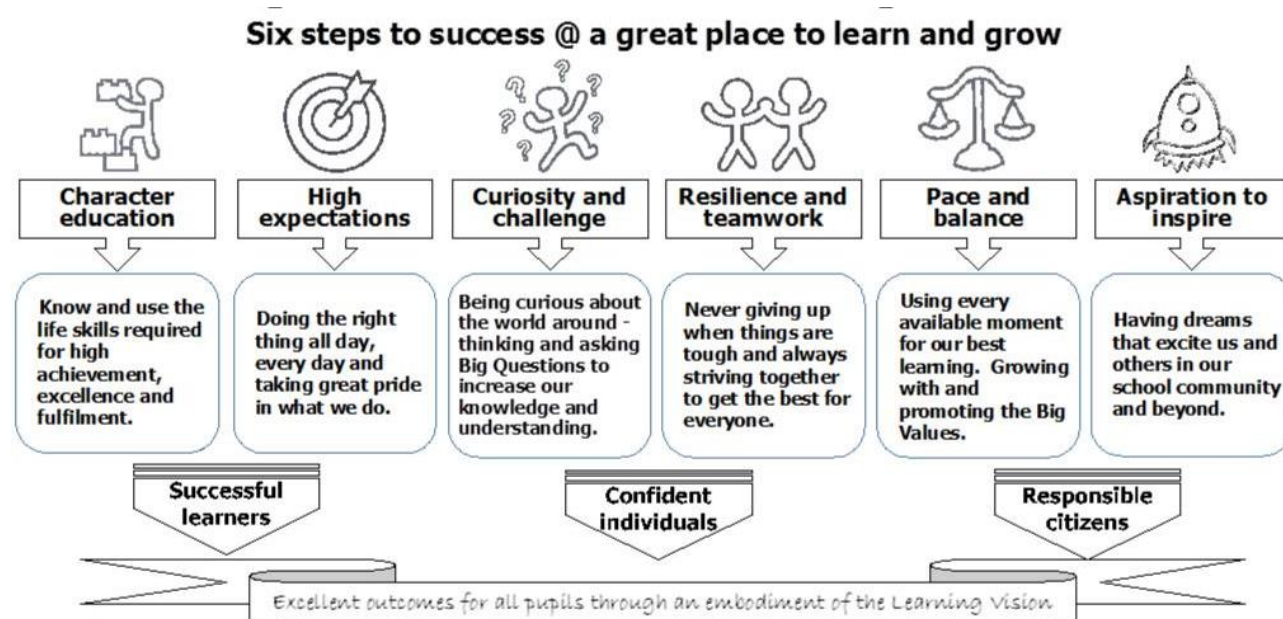 Six steps to success @ a great place to learn and grow
Character
education
High
expectations
Curiosity and
challenge
Resilience and
teamwork
Pace and
balance
Aspiration to
inspire
Know and use the
life skills required
for high
achievement,
excellence and
fulfilment.
Doing the right
thing all day,
every day and
taking great pride
in what we do.
Being curious about
the world around -
thinking and asking
Big Questions to
increase our
knowledge and
understanding.
Never giving up
when things are
tough and always
striving together
to get the best for
everyone.
Using every
available moment
for our best
learning. Growing
with and
promoting the Big
Values.
Having dreams
that excite us and
others in our
school community
and beyond.
Successful
learners
Confident
individuals
Responsible
citizens
Excellent outcomes for all pupils through an embodiment of the Learning Vision